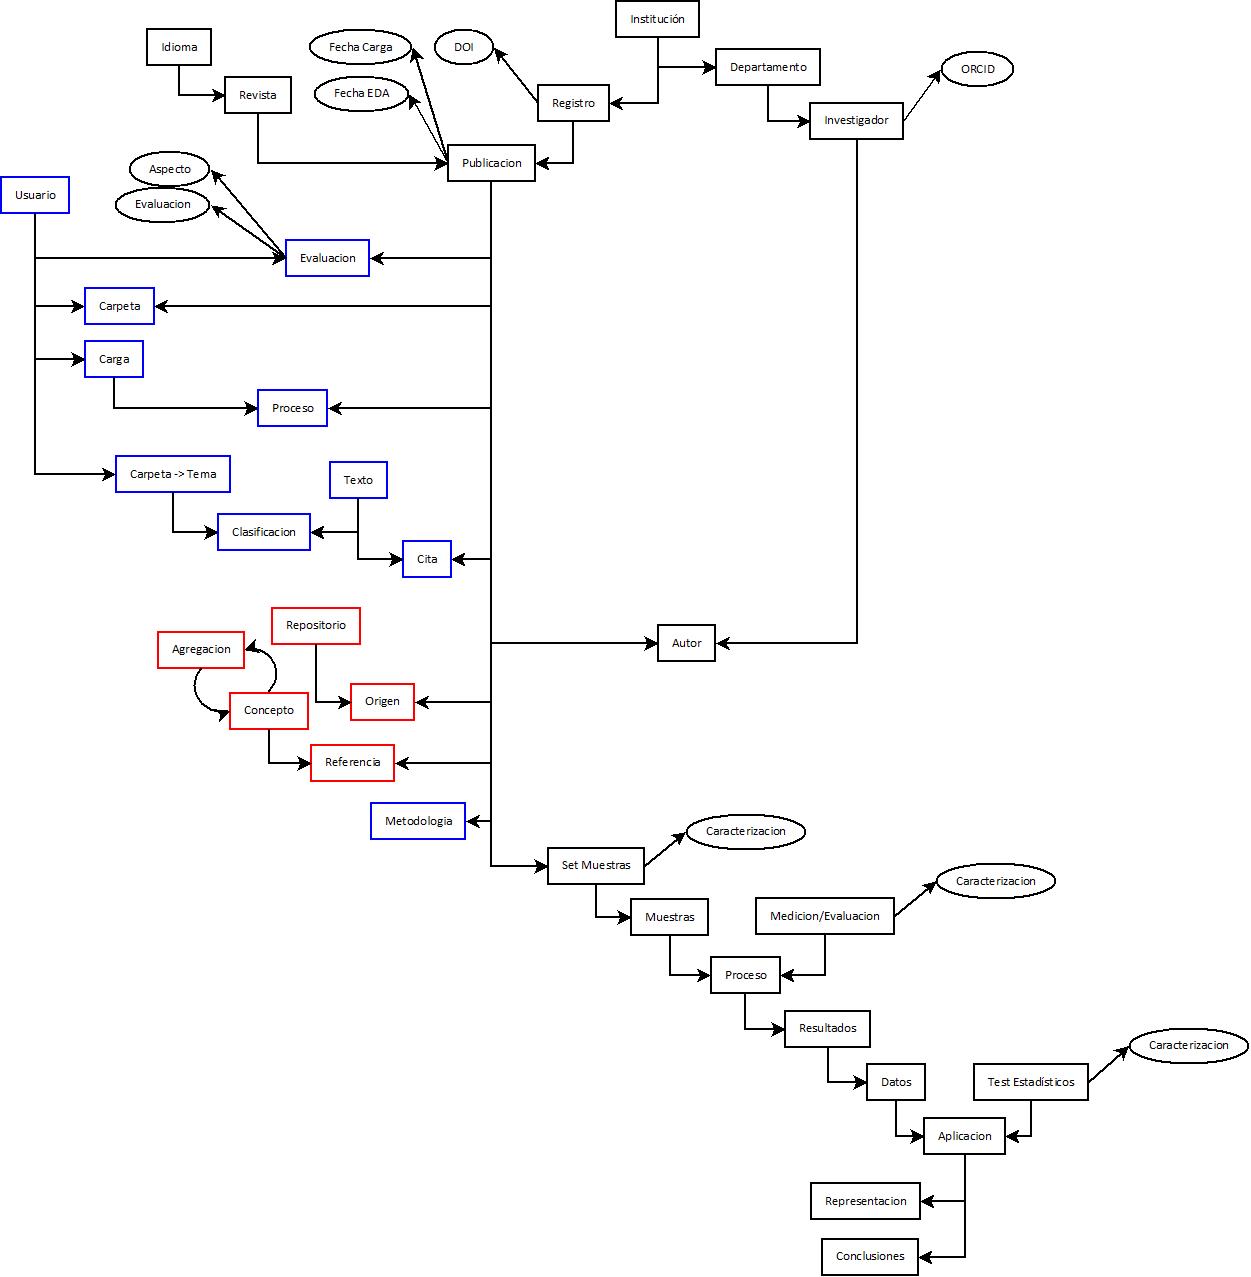 Institución
Idioma
Fecha Carga
DOI
Departamento
ORCID
Revista
Fecha EDA
Registro
Investigador
Publicacion
Aspecto
Usuario
Evaluacion
Evaluacion
Carpeta
Carga
Proceso
Carpeta -> Tema
Texto
Clasificacion
Cita
Repositorio
Agregacion
Autor
Concepto
Origen
Referencia
Metodologia
Caracterizacion
Set Muestras
Caracterizacion
Muestras
Medicion/Evaluacion
Proceso
Resultados
Caracterizacion
Datos
Test Estadísticos
Aplicacion
Representacion
Conclusiones